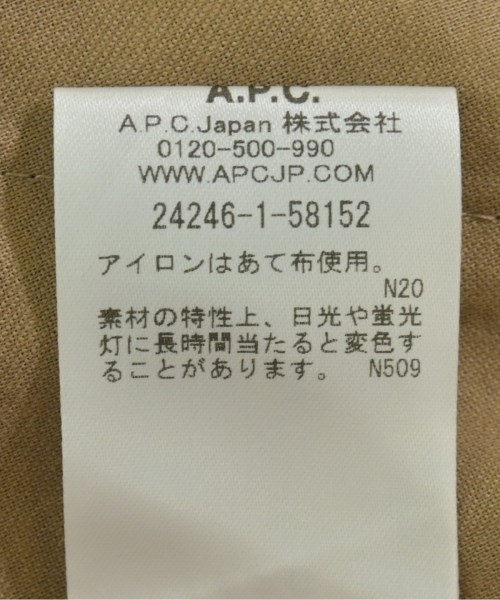 A.P.C.
A.P.C.Japan 株式会社
0120-500-990
WWW.APCJP.COM
24246-1-58152
アイロンはあて布使用。
N20
素材の特性上、日光や蛍光
灯に長時間当たると変色す
ることがあります。 N509